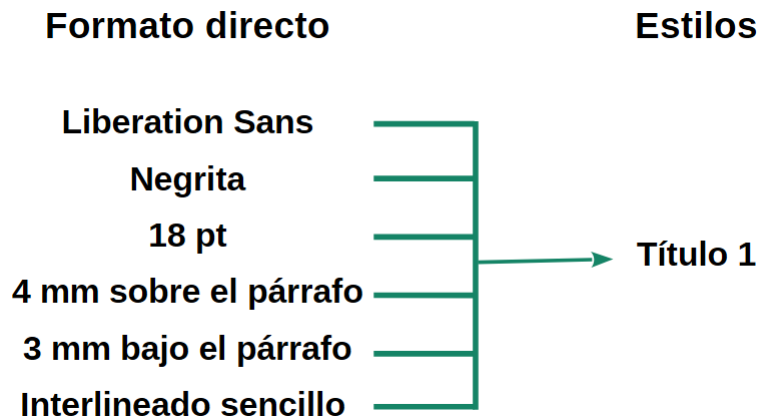 Formato directo
Estilos
Liberation Sans
Negrita
18 pt
4 mm sobre el párrafo
3 mm bajo el párrafo
Interlineado sencillo
Título 1